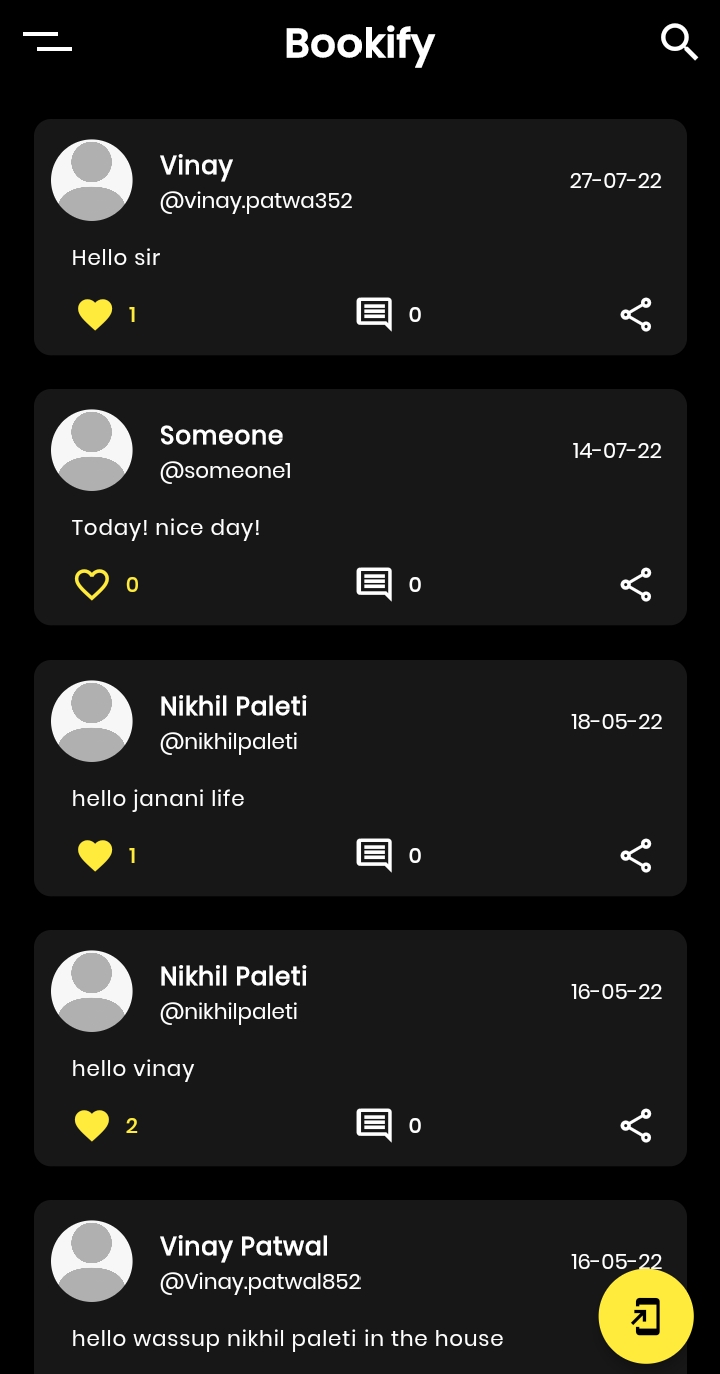 Bookify
Vinay
@vinay.patwa352
27-07-22
Hello sir
1
0
Someone
@someone1
14-07-22
Today! nice day!
0
0
Nikhil Paleti
@nikhilpaleti
18-05-22
hello janani life
1
0
Nikhil Paleti
@nikhilpaleti
16-05-22
hello vinay
2
0
Vinay Patwal
@Vinay.patwal852
16-05-22
hello wassup nikhil paleti in the house